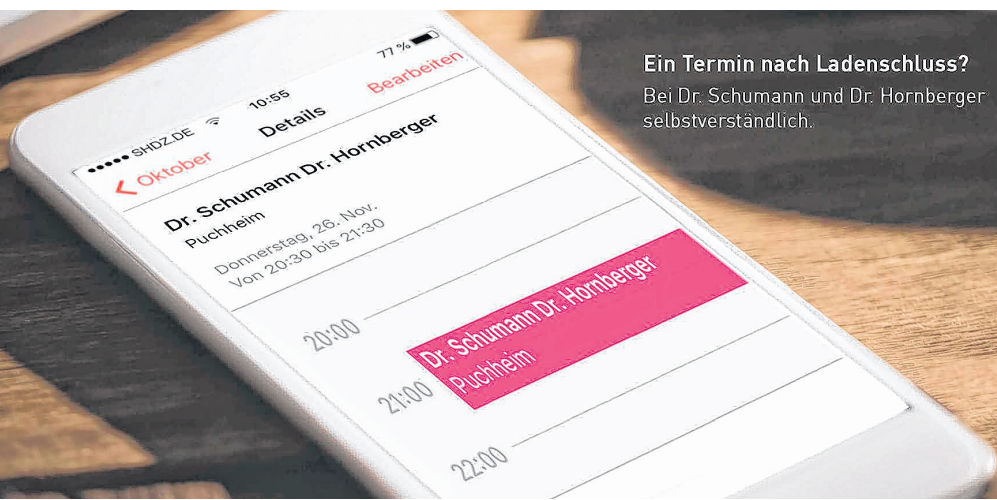 Ein Termin nach Ladenschluss?
Bei Dr. Schumann und Dr. Hornberger
selbstverständlich.
SHDZ.DE 10:55 77 %
Oktober Details Bearbeiten
Dr. Schumann Dr. Hornberger
Puchheim
Donnerstag, 26. Nov.
Von 20:30 bis 21:30
20:00
Dr. Schumann Dr. Hornberger
Puchheim
21:00
22:00